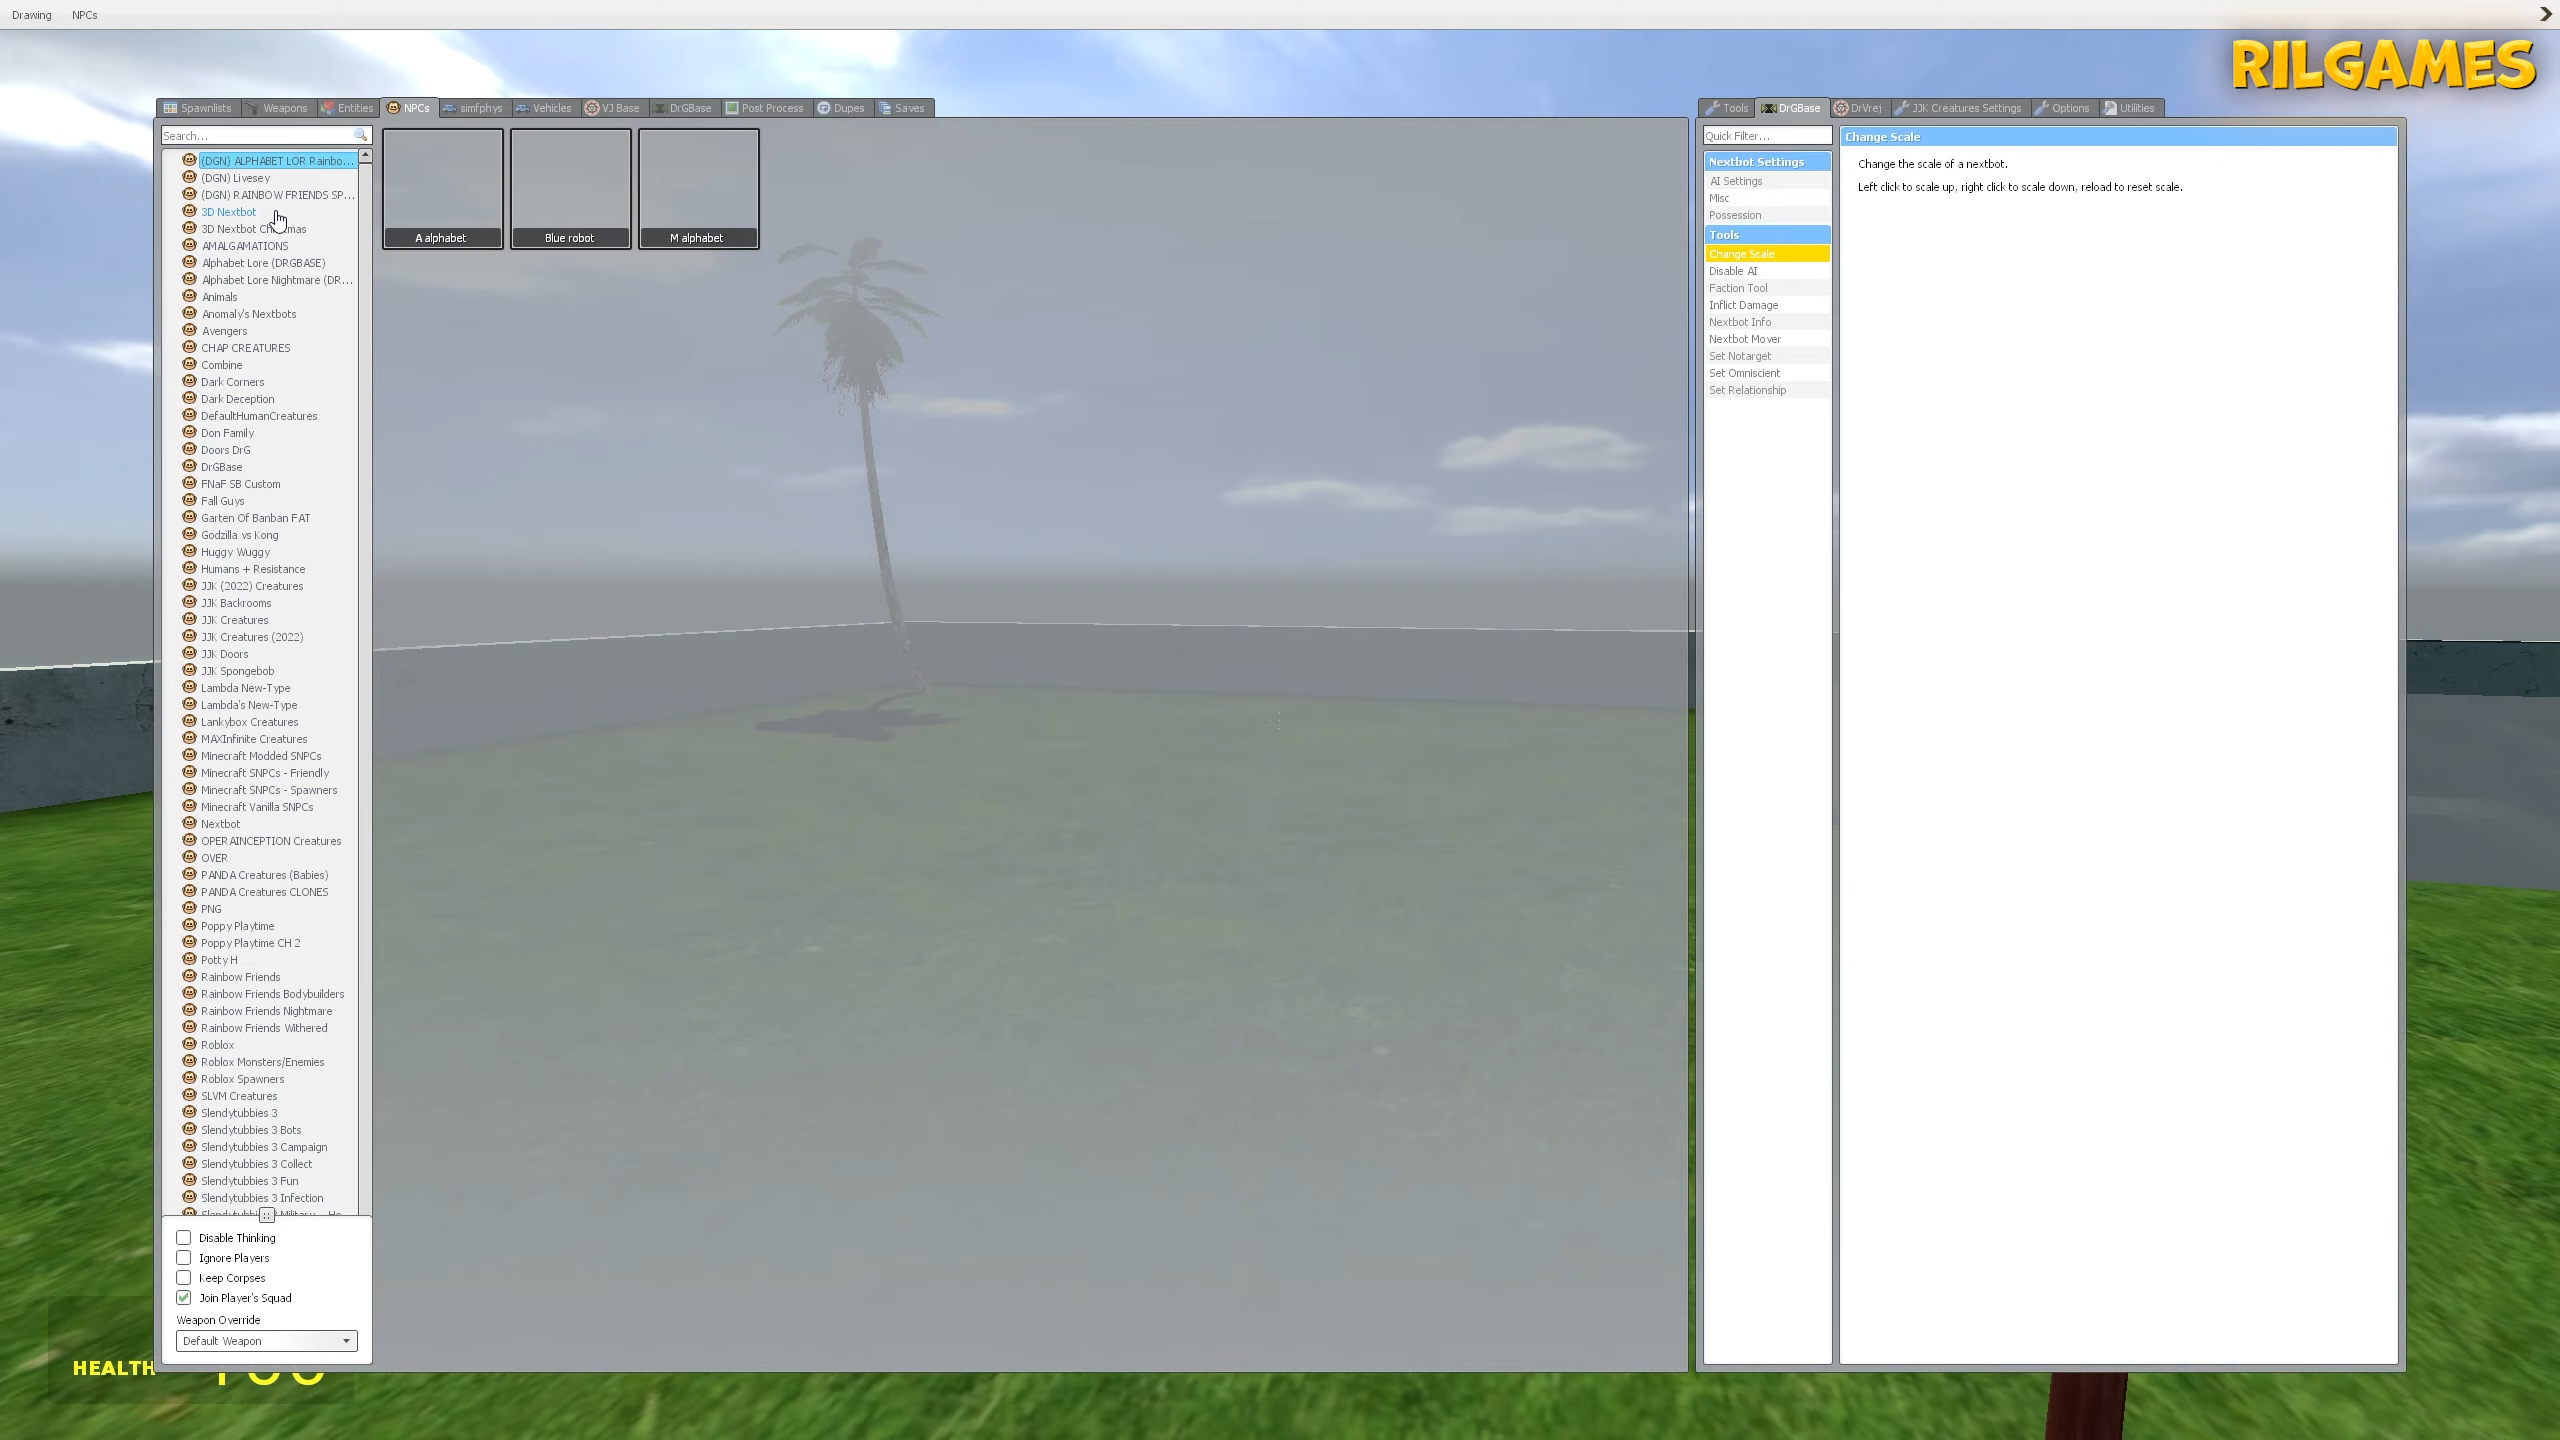 Drawing NPCs
RILGAMES
Spawnlists Weapons Entities NPCs simfphys Vehicles VJ Base DrGBase Post Process Dupes Saves
Tools DrGBase DrVrej JJK Creatures Settings Options Utilities
Search...
(DGN) ALPHABET LOR Rainbo...
(DGN) Livesey
(DGN) RAINBOW FRIENDS SP...
3D Nextbot
3D Nextbot
AMALGAMATIONS
Alphabet Lore (DRGBASE)
Alphabet Lore Nightmare (DR...
Animals
Anomaly's Nextbots
Avengers
CHAP CREATURES
Combine
Dark Corners
Dark Deception
DefaultHumanCreatures
Don Family
Doors DrG
DrGBase
FNaF SB Custom
Fall Guys
Garten Of Banban FAT
Godzilla vs Kong
Huggy Wuggy
Humans + Resistance
JJK (2022) Creatures
JJK Backrooms
JJK Creatures
JJK Creatures (2022)
JJK Doors
JJK Spongebob
Lambda New-Type
Lambda's New-Type
Lankybox Creatures
MAXInfinite Creatures
Minecraft Modded SNPCs
Minecraft SNPCs - Friendly
Minecraft SNPCs - Spawners
Minecraft Vanilla SNPCs
Nextbot
OPERAINCEPTION Creatures
OVER
PANDA Creatures (Babies)
PANDA Creatures CLONES
PNG
Poppy Playtime
Poppy Playtime CH 2
Potty H
Rainbow Friends
Rainbow Friends Bodybuilders
Rainbow Friends Nightmare
Rainbow Friends Withered
Roblox
Roblox Monsters/Enemies
Roblox Spawners
SLVM Creatures
Slendytubbies 3
Slendytubbies 3 Bots
Slendytubbies 3 Campaign
Slendytubbies 3 Collect
Slendytubbies 3 Fun
Slendytubbies 3 Infection
Disable Thinking
Ignore Players
Keep Corpses
Join Player's Squad
Weapon Override
Default Weapon
HEALTH
A alphabet
Blue robot
M alphabet
Quick Filter...
Nextbot Settings
AI Settings
Misc
Possession
Tools
Change Scale
Disable AI
Faction Tool
Inflict Damage
Nextbot Info
Nextbot Mover
Set Notarget
Set Omniscient
Set Relationship
Change Scale
Change the scale of a nextbot.
Left click to scale up, right click to scale down, reload to reset scale.